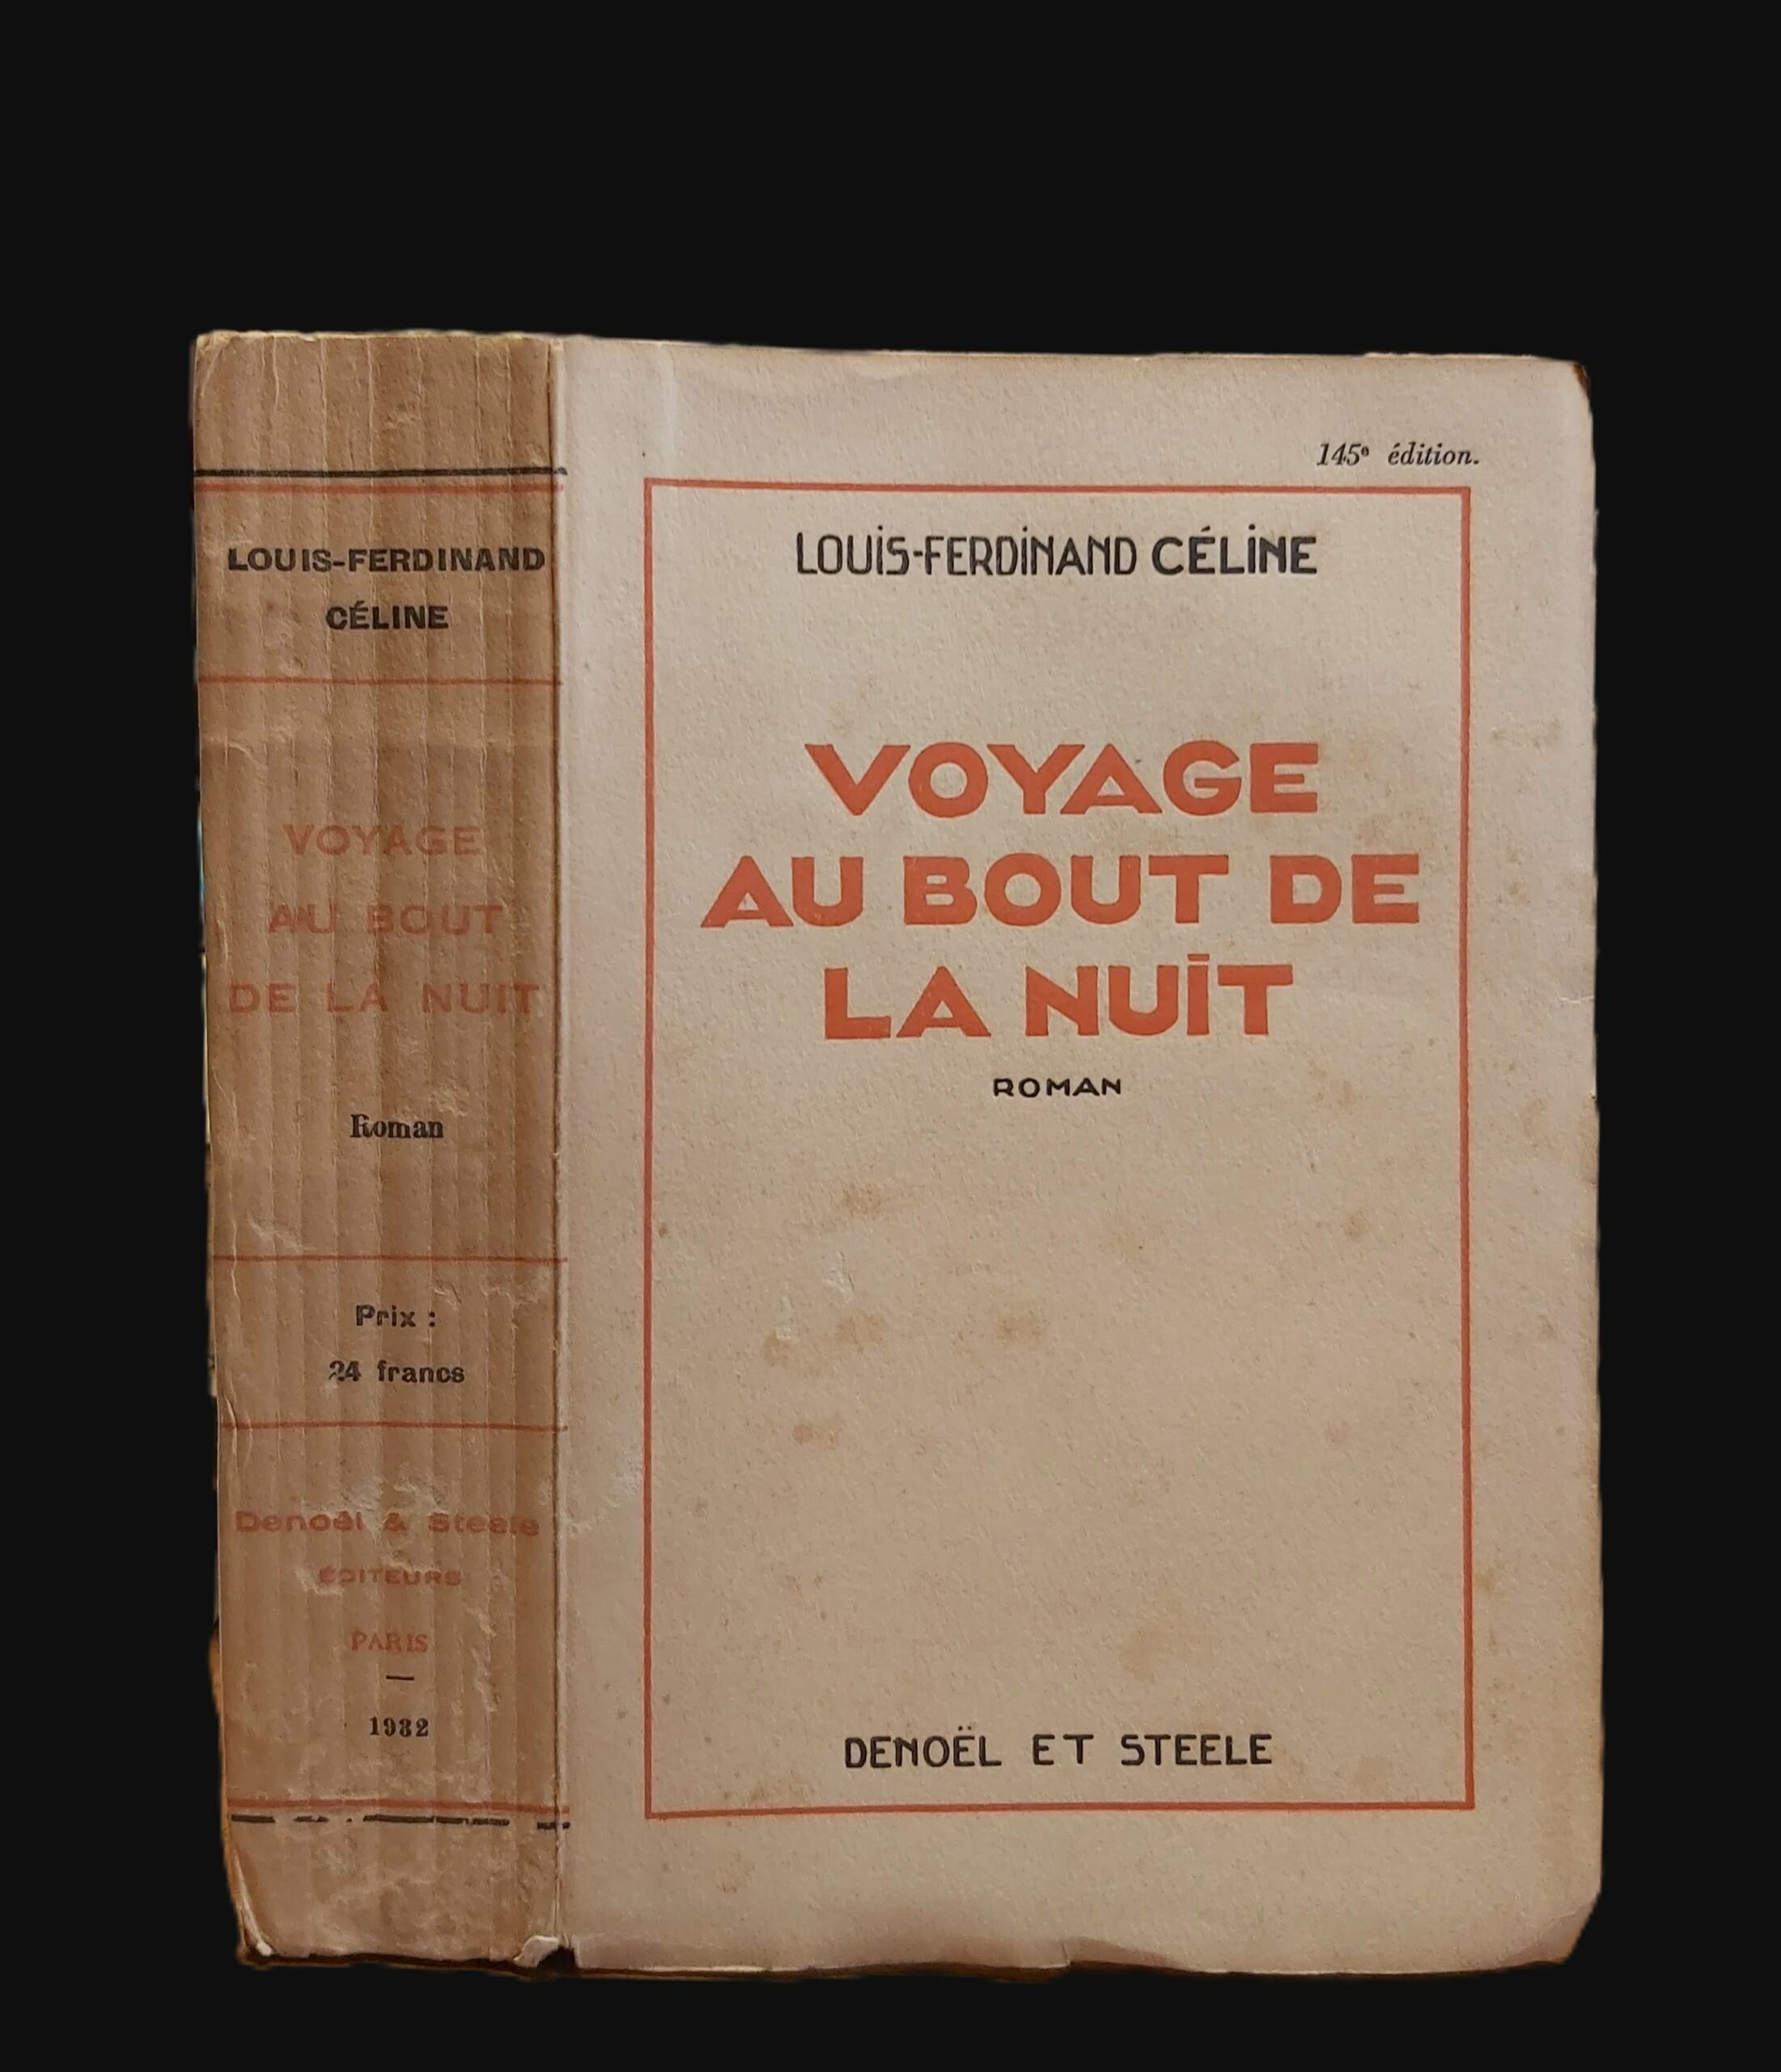 LOUIS-FERDINAND
CÉLINE
VOYAGE
AU BOUT
DE LA NUIT
Roman
Prix :
24 francs
Denoël & Steele
ÉDITEURS
PARIS
—
1932
145e édition.
LOUIS-FERDINAND CÉLINE
VOYAGE
AU BOUT DE
LA NUIT
ROMAN
DENOËL ET STEELE